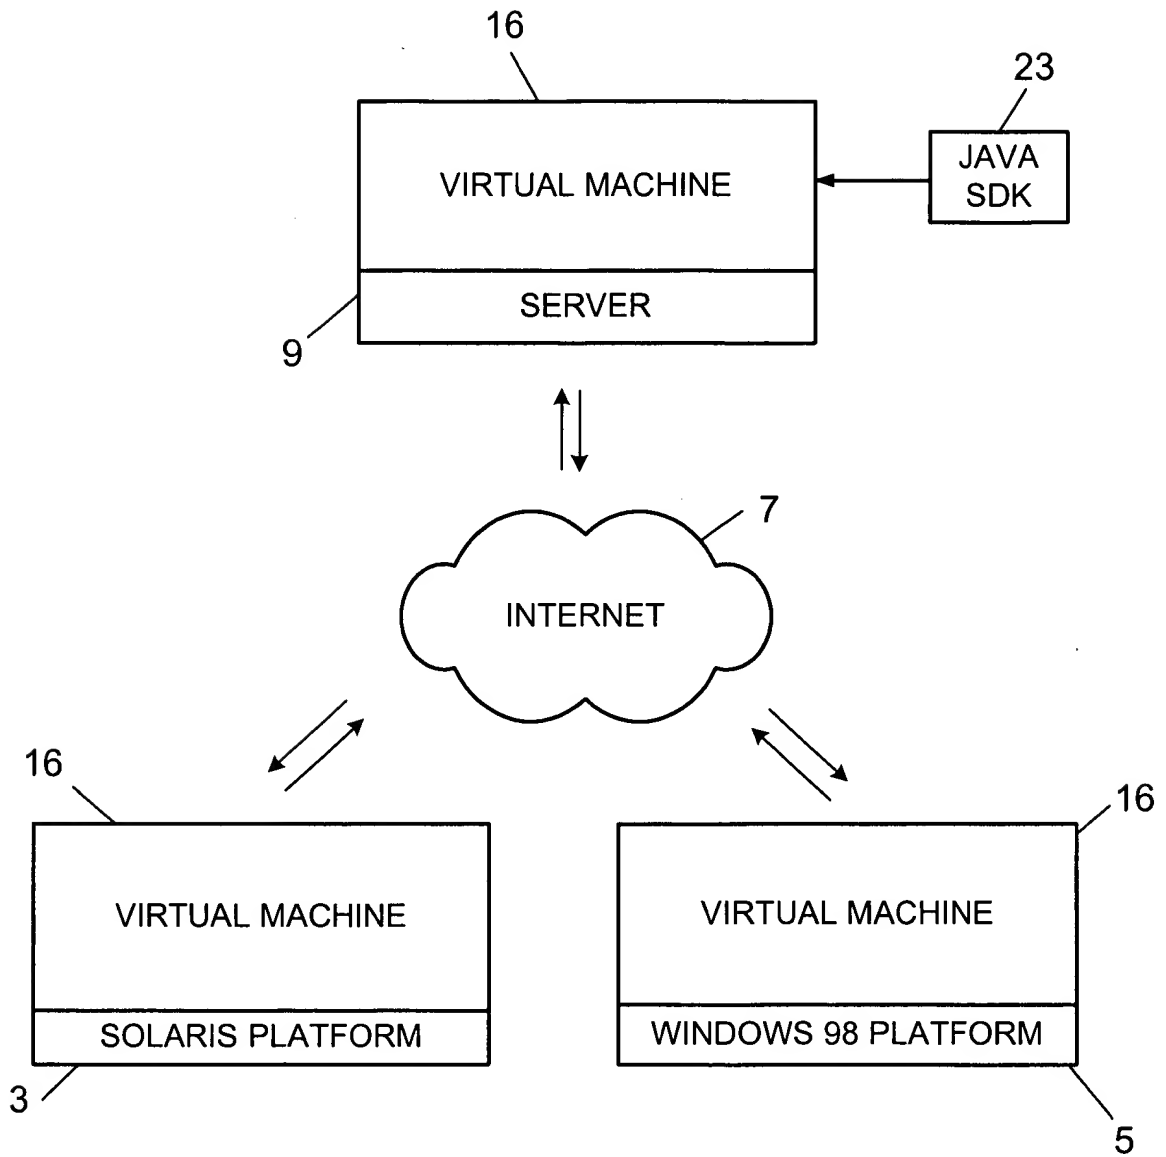 16
23
VIRTUAL MACHINE
JAVA
SDK
SERVER
9
7
INTERNET
16
16
VIRTUAL MACHINE
VIRTUAL MACHINE
SOLARIS PLATFORM
WINDOWS 98 PLATFORM
3
5